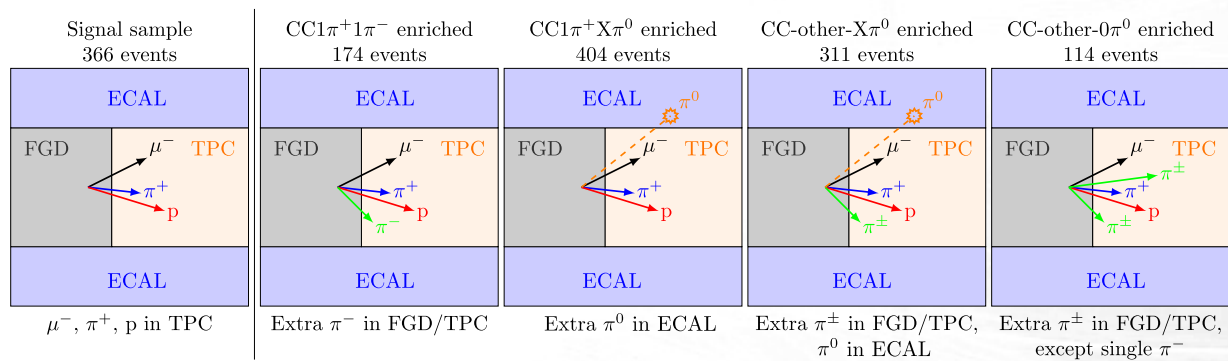 Signal sample
366 events
ECAL
FGD
TPC
μ⁻
π⁺
p
ECAL
μ⁻, π⁺, p in TPC
CC1π⁺1π⁻ enriched
174 events
ECAL
FGD
TPC
μ⁻
π⁺
p
π⁻
ECAL
Extra π⁻ in FGD/TPC
CC1π⁺Xπ⁰ enriched
404 events
ECAL
π⁰
FGD
TPC
μ⁻
π⁺
p
ECAL
Extra π⁰ in ECAL
CC-other-Xπ⁰ enriched
311 events
ECAL
π⁰
FGD
TPC
μ⁻
π⁺
p
π±
ECAL
Extra π± in FGD/TPC,
π⁰ in ECAL
CC-other-0π⁰ enriched
114 events
ECAL
FGD
TPC
μ⁻
π±
π⁺
p
π±
ECAL
Extra π± in FGD/TPC,
except single π⁻